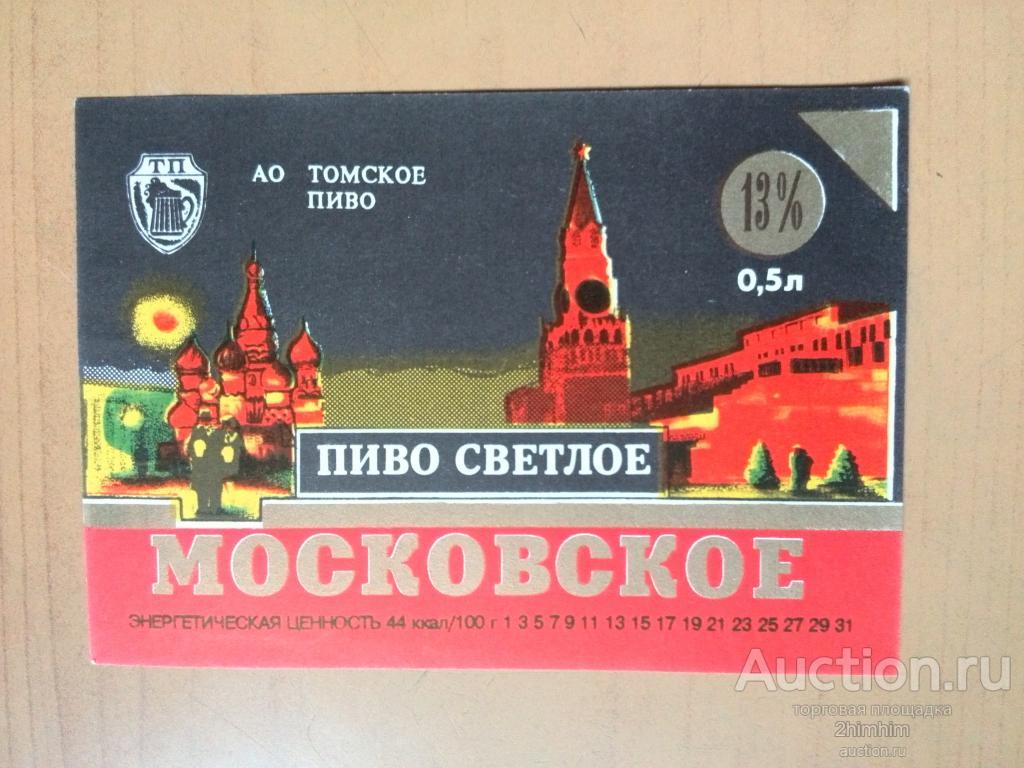 ТП
АО ТОМСКОЕ
ПИВО
13%
0,5л
ПИВО СВЕТЛОЕ
МОСКОВСКОЕ
ЭНЕРГЕТИЧЕСКАЯ ЦЕННОСТЬ 44 ккал/100 г 1 3 5 7 9 11 13 15 17 19 21 23 25 27 29 31
Auction.ru
торговая площадка
2himhim
auction.ru